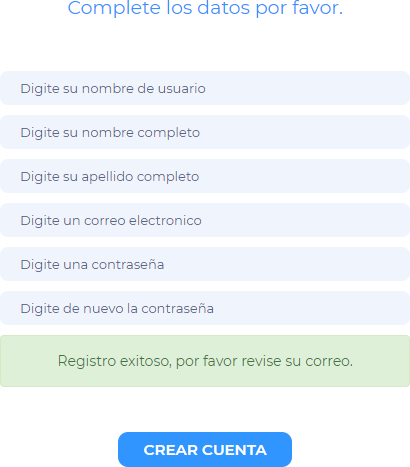 Complete los datos por favor.
Digite su nombre de usuario
Digite su nombre completo
Digite su apellido completo
Digite un correo electronico
Digite una contraseña
Digite de nuevo la contraseña
Registro exitoso, por favor revise su correo.
CREAR CUENTA